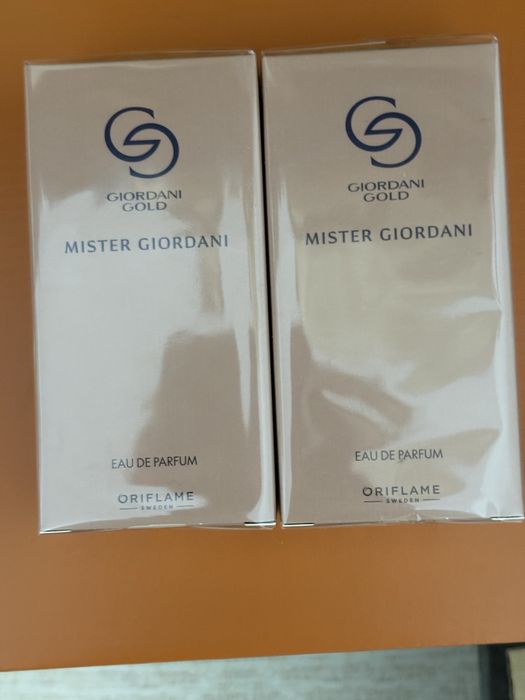 GIORDANI
GOLD
MISTER GIORDANI
EAU DE PARFUM
ORIFLAME
SWEDEN
GIORDANI
GOLD
MISTER GIORDANI
EAU DE PARFUM
ORIFLAME
SWEDEN